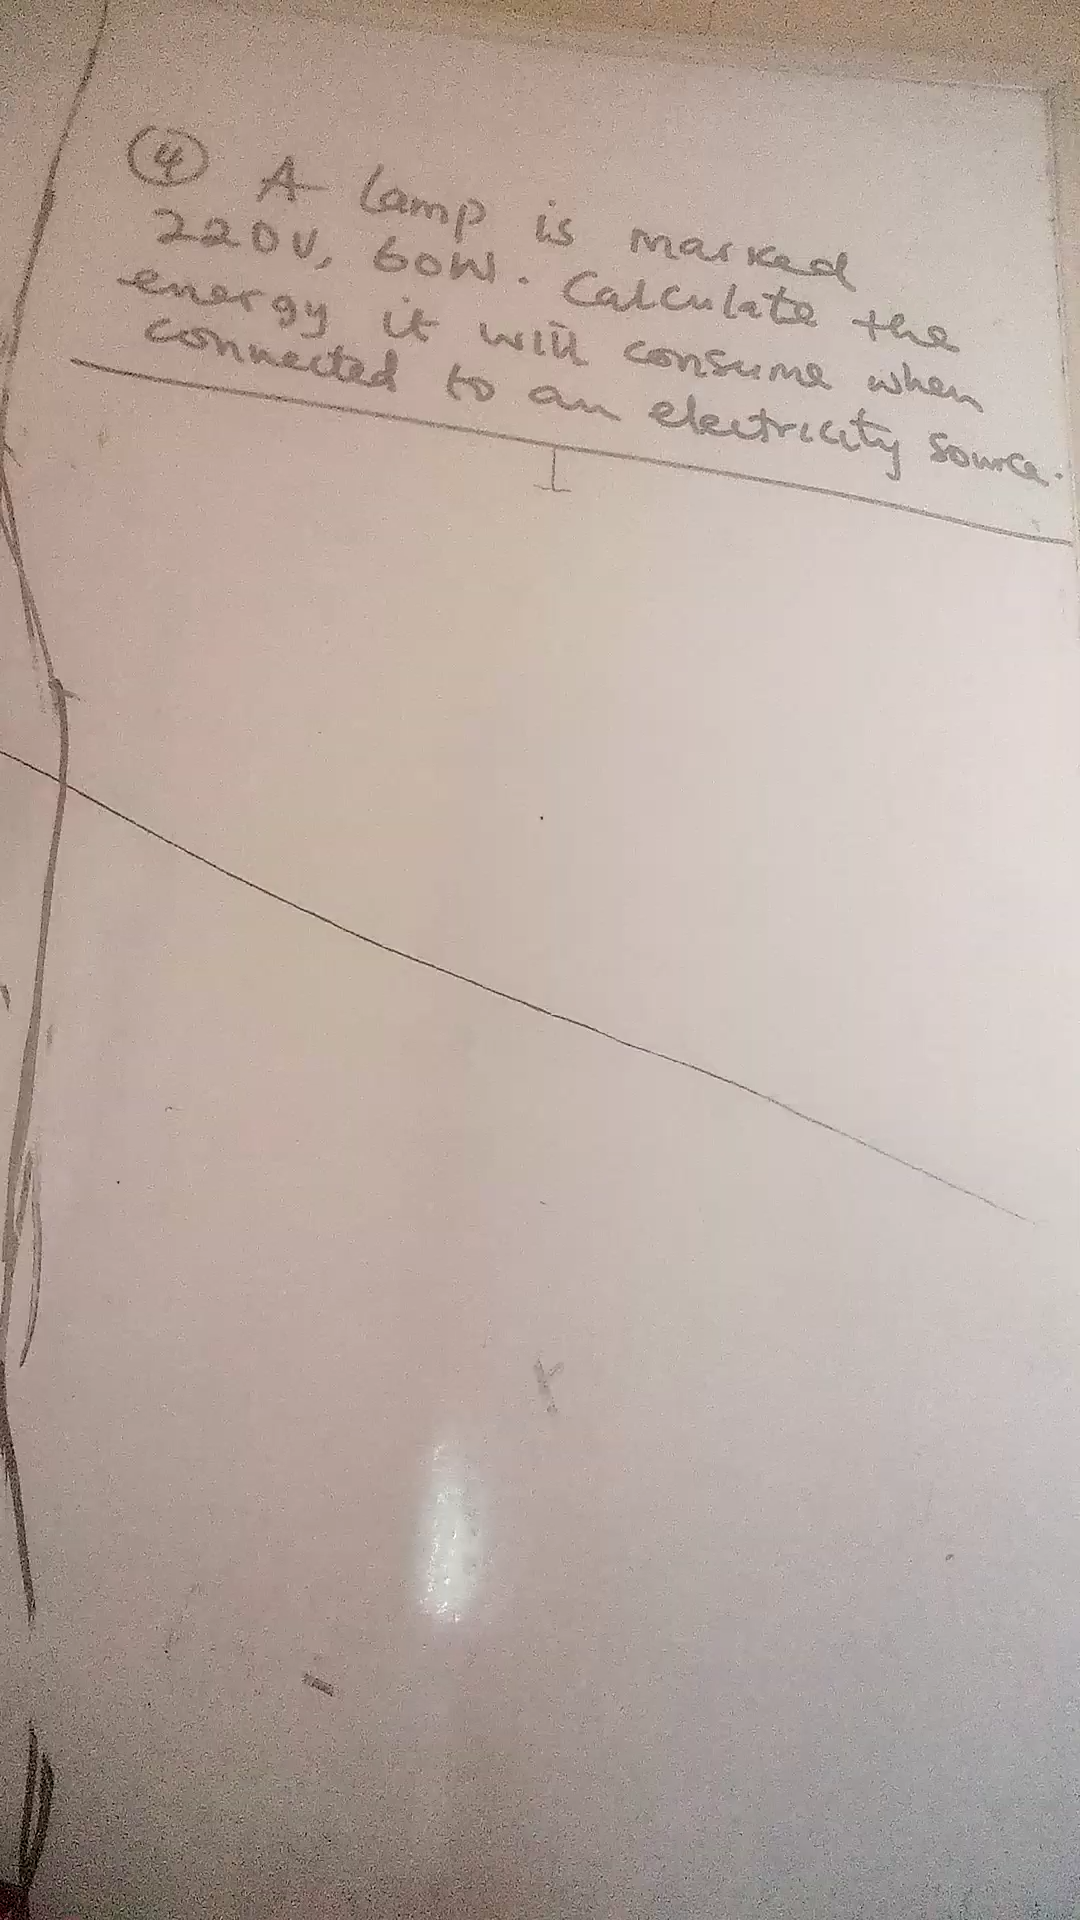 ④ A lamp is marked
220V, 60W. Calculate the
energy it will consume when
connected to an electricity source.